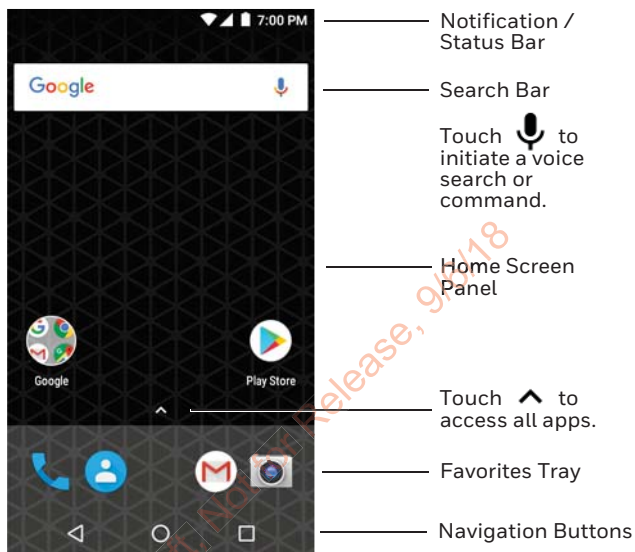 7:00 PM
Notification /
Status Bar
Google
Search Bar
Touch to
initiate a voice
search or
command.
Home Screen
Panel
Google
Play Store
Touch to
access all apps.
Favorites Tray
Navigation Buttons
Release, 9/6/18